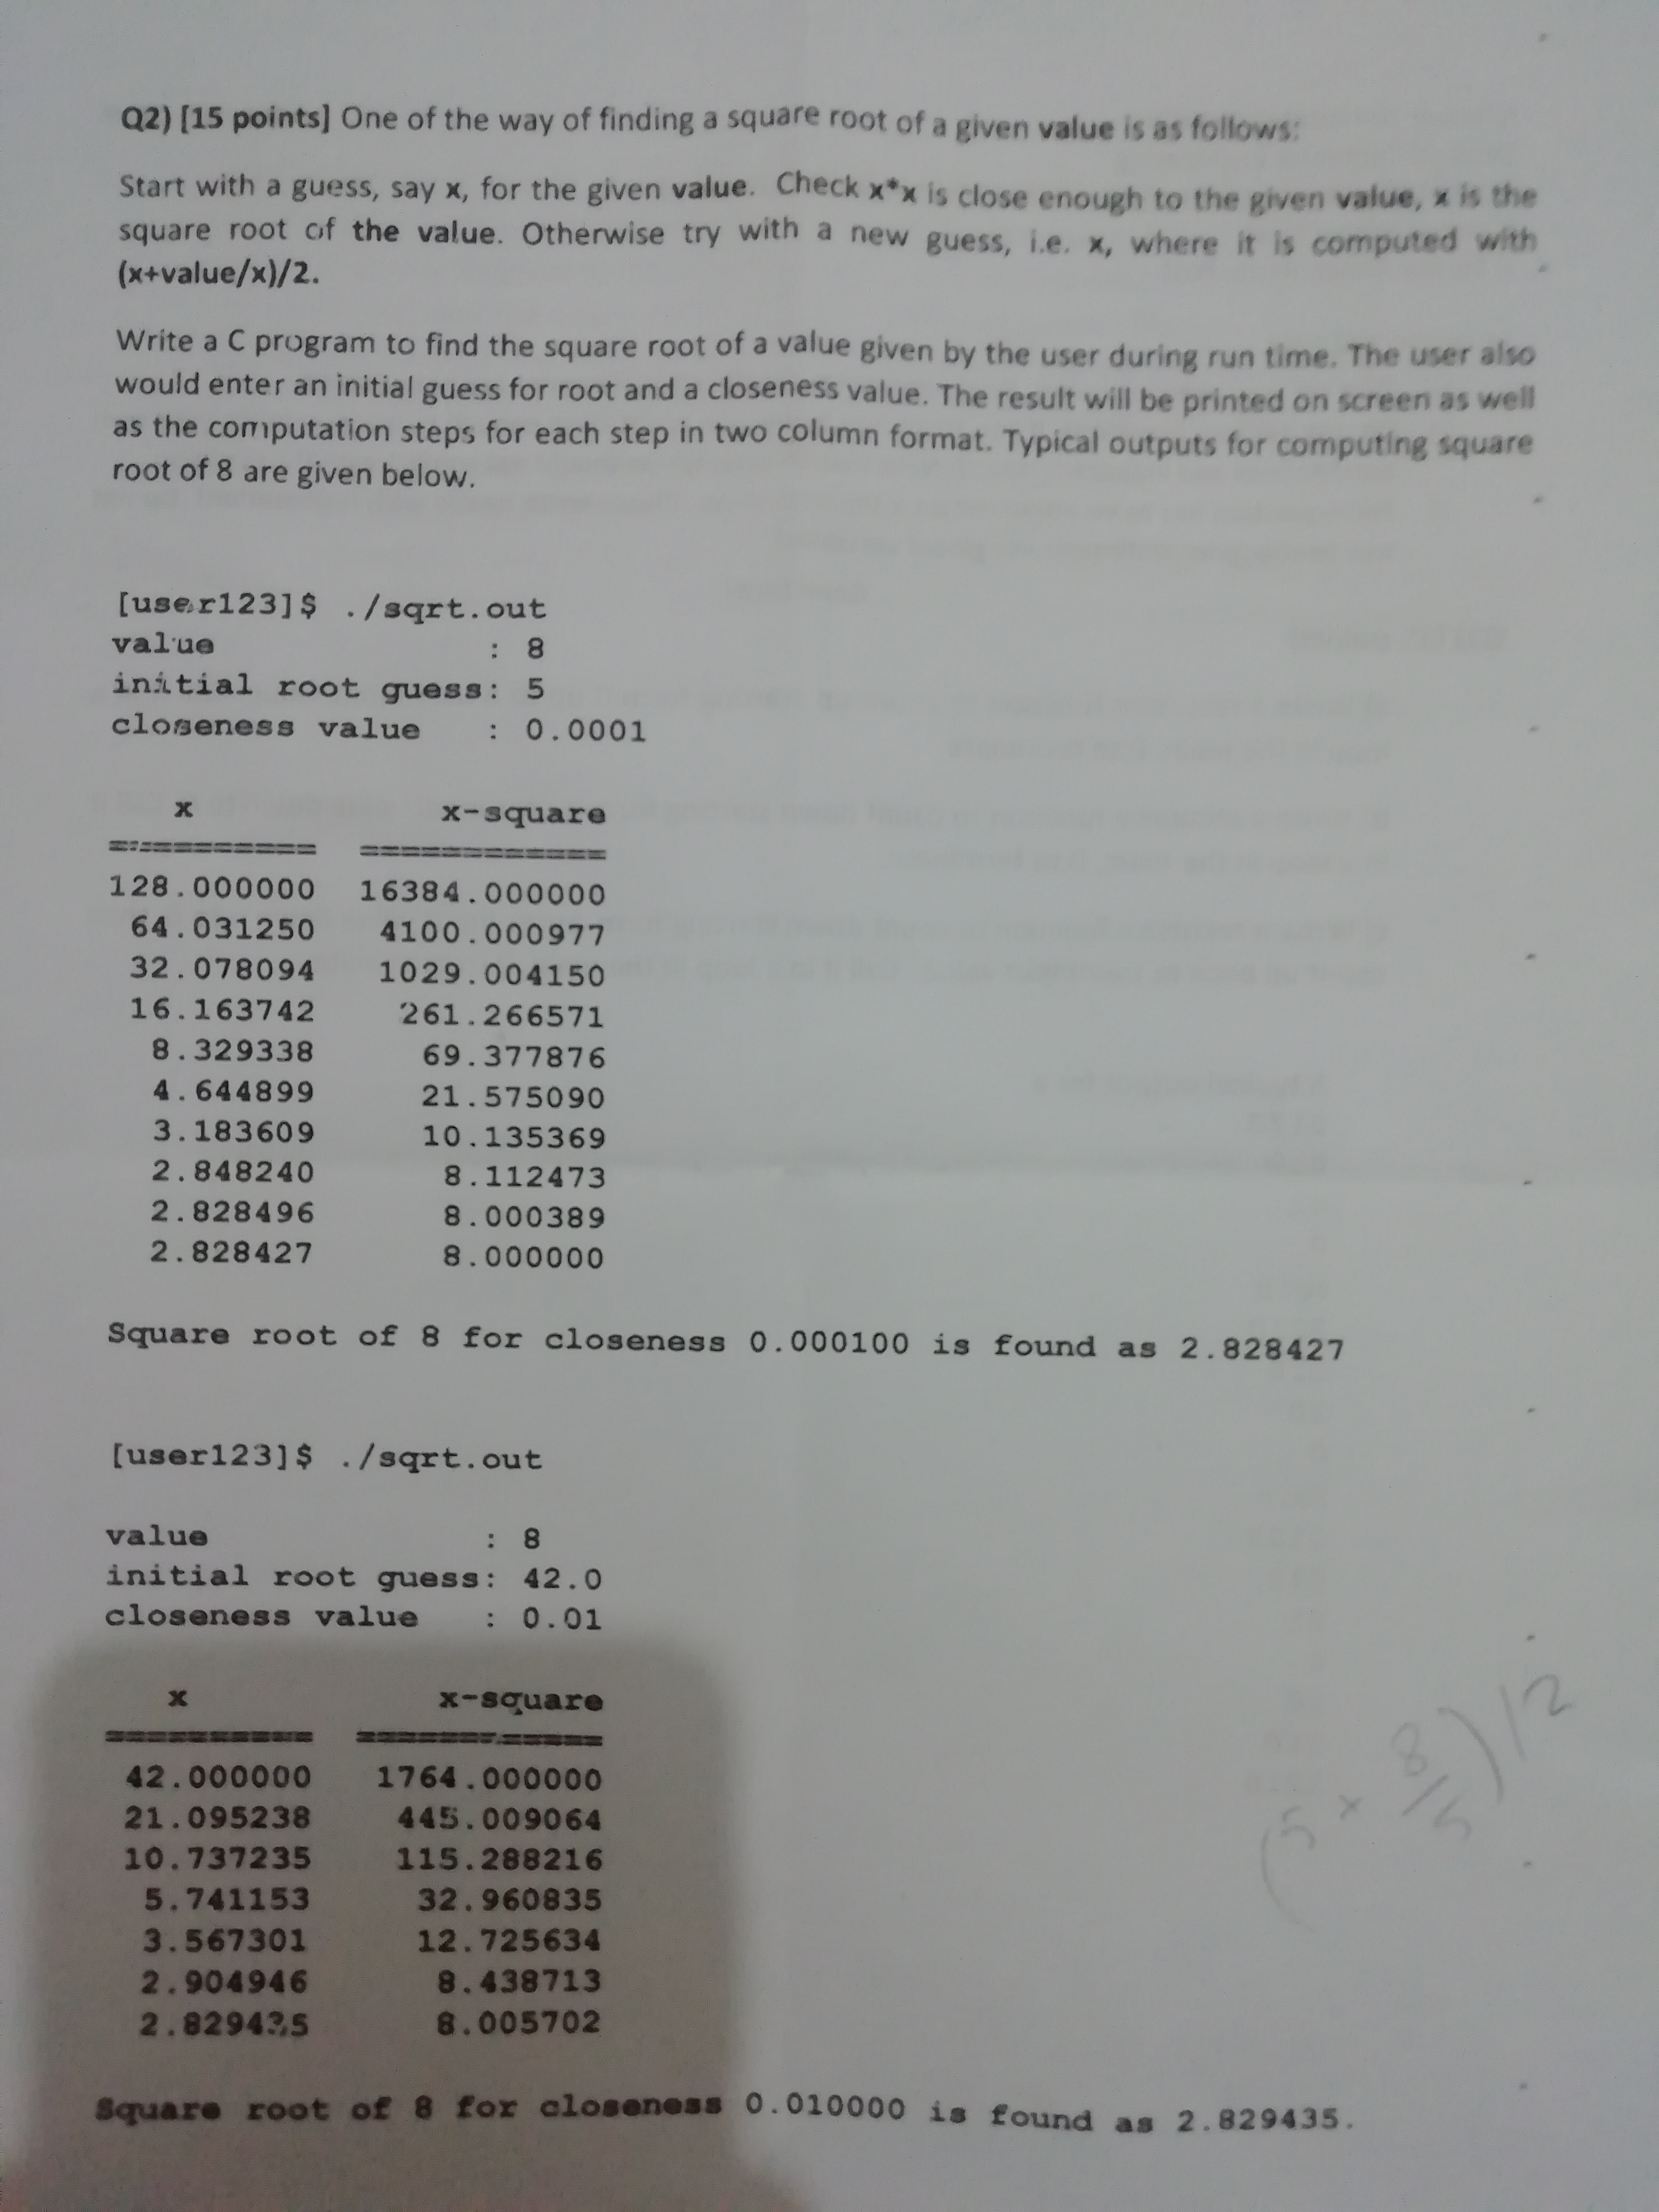 Q2) [15 points] One of the way of finding a square root of a given value is as follows:
Start with a guess, say x, for the given value. Check x*x is close enough to the given value, x is the
square root of the value. Otherwise try with a new guess, i.e. x, where it is computed with
(x+value/x)/2.
Write a C program to find the square root of a value given by the user during run time. The user also
would enter an initial guess for root and a closeness value. The result will be printed on screen as well
as the computation steps for each step in two column format. Typical outputs for computing square
root of 8 are given below.
[user123]$ ./sqrt.out
value : 8
initial root guess: 5
closeness value : 0.0001
x x-square
========== ============
128.000000 16384.000000
64.031250 4100.000977
32.078094 1029.004150
16.163742 261.266571
8.329338 69.377876
4.644899 21.575090
3.183609 10.135369
2.848240 8.112473
2.828496 8.000389
2.828427 8.000000
Square root of 8 for closeness 0.000100 is found as 2.828427
[user123]$ ./sqrt.out
value : 8
initial root guess: 42.0
closeness value : 0.01
x x-square
========== ============
42.000000 1764.000000
21.095238 445.009064
10.737235 115.288216
5.741153 32.960835
3.567301 12.725634
2.904946 8.438713
2.829435 8.005702
Square root of 8 for closeness 0.010000 is found as 2.829435.
(5 x 8/5)/2